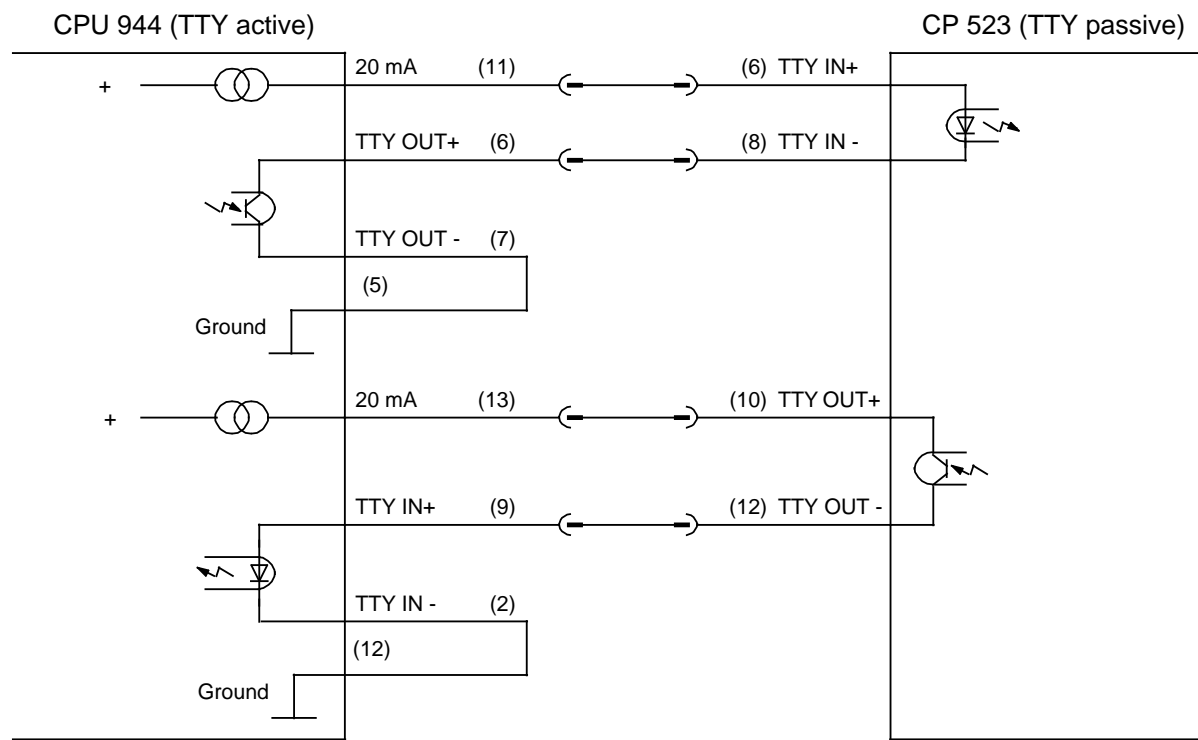 CPU 944 (TTY active) CP 523 (TTY passive)
+ 20 mA (11) (6) TTY IN+
TTY OUT+ (6) (8) TTY IN -
TTY OUT - (7)
(5)
Ground
+ 20 mA (13) (10) TTY OUT+
TTY IN+ (9) (12) TTY OUT -
TTY IN - (2)
(12)
Ground